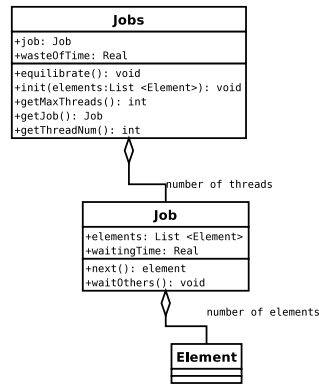 Jobs
+job: Job
+wasteOfTime: Real
+equilibrate(): void
+init(elements:List <Element>): void
+getMaxThreads(): int
+getJob(): Job
+getThreadNum(): int
number of threads
Job
+elements: List <Element>
+waitingTime: Real
+next(): element
+waitOthers(): void
number of elements
Element